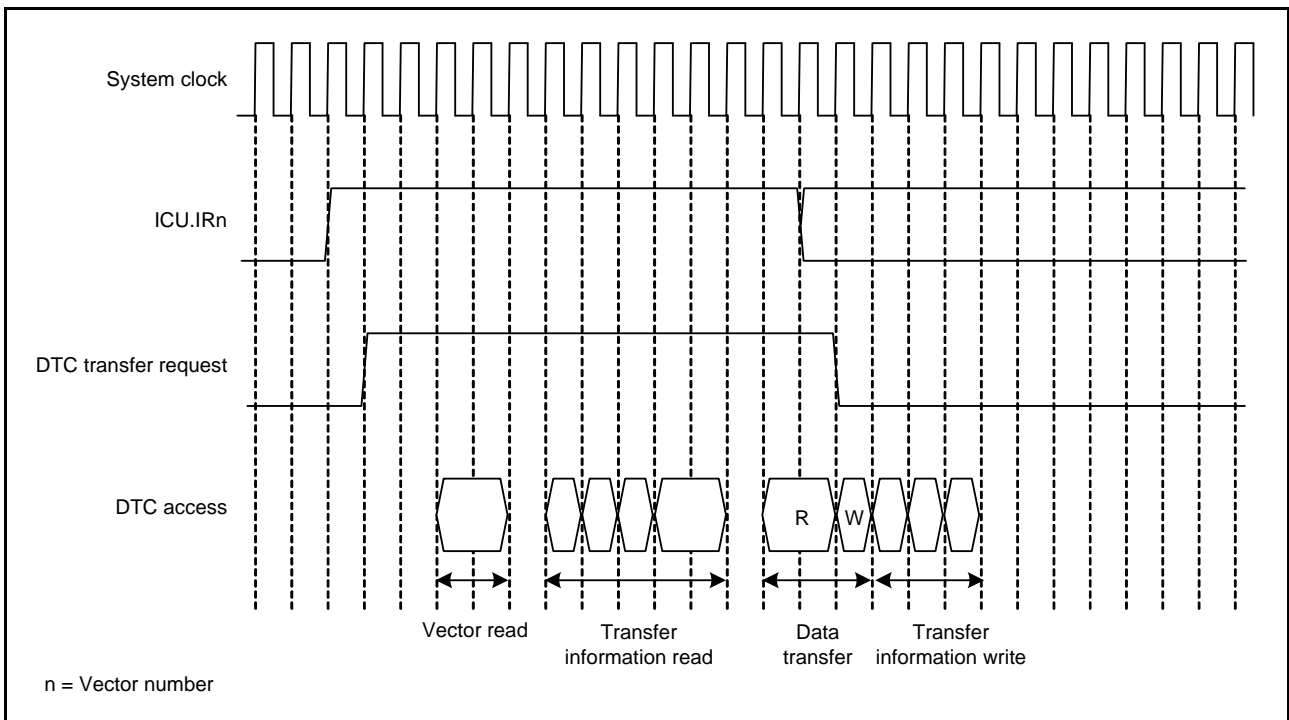 System clock
ICU.IRn
DTC transfer request
DTC access
R
W
Vector read
Transfer
information read
Data
transfer
Transfer
information write
n = Vector number